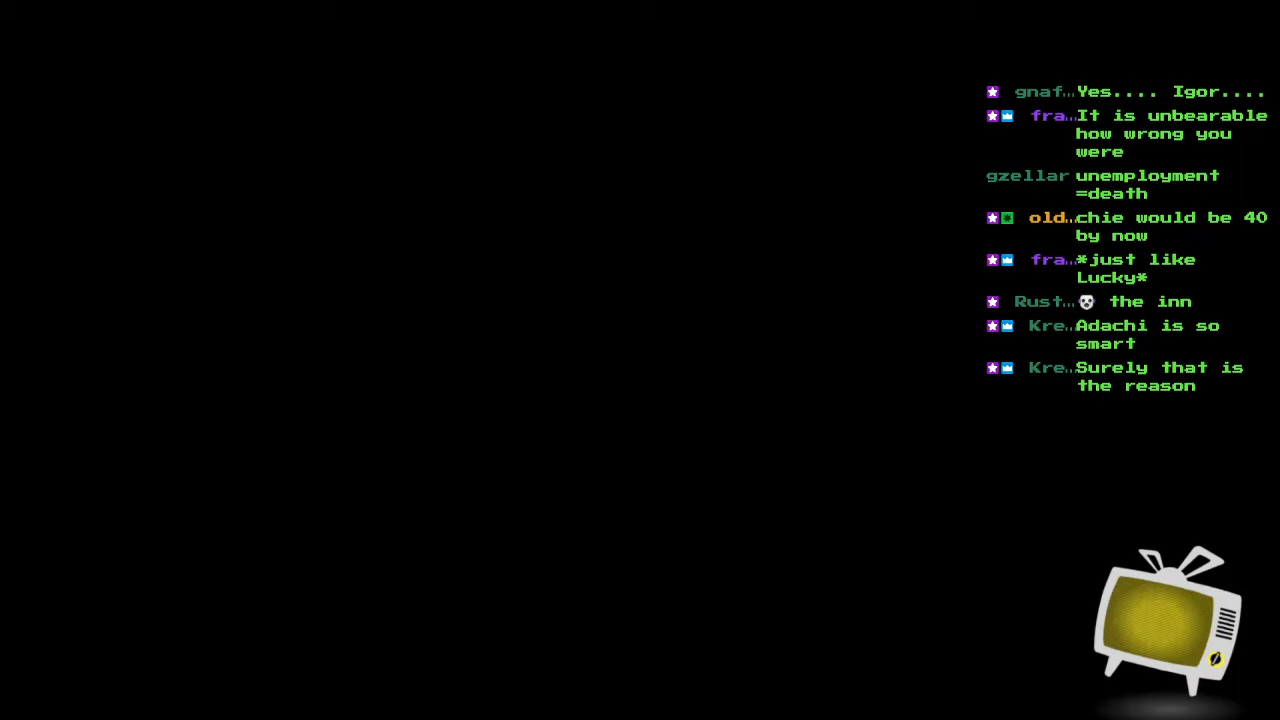 gnaf... Yes.... Igor....
fra... It is unbearable
how wrong you
were
gzellar unemployment
=death
old... chie would be 40
by now
fra... *just like
Lucky*
Rust... the inn
Kre... Adachi is so
smart
Kre... Surely that is
the reason